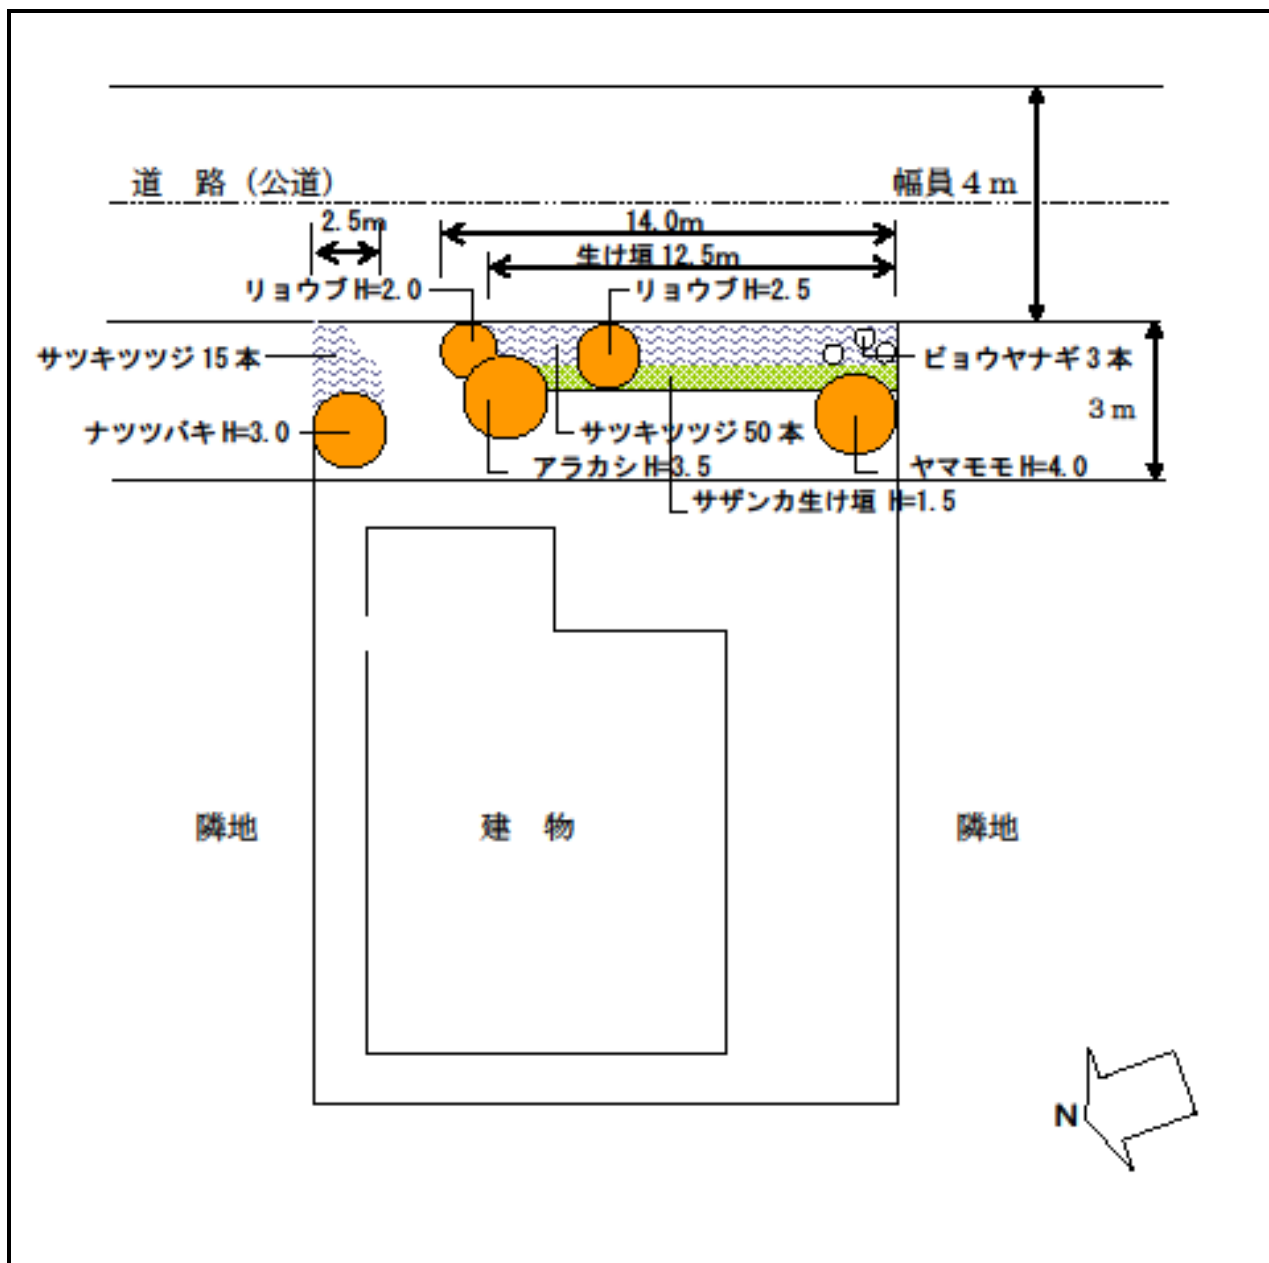 道　路（公道）
幅員４ｍ
2.5m
14.0m
生け垣 12.5m
リョウブ H=2.0
リョウブ H=2.5
サツキツツジ 15 本
ビョウヤナギ 3 本
３ｍ
ナツツバキ H=3.0
サツキツツジ 50 本
アラカシ H=3.5
ヤマモモ H=4.0
サザンカ生け垣 H=1.5
隣地
建　物
隣地
N